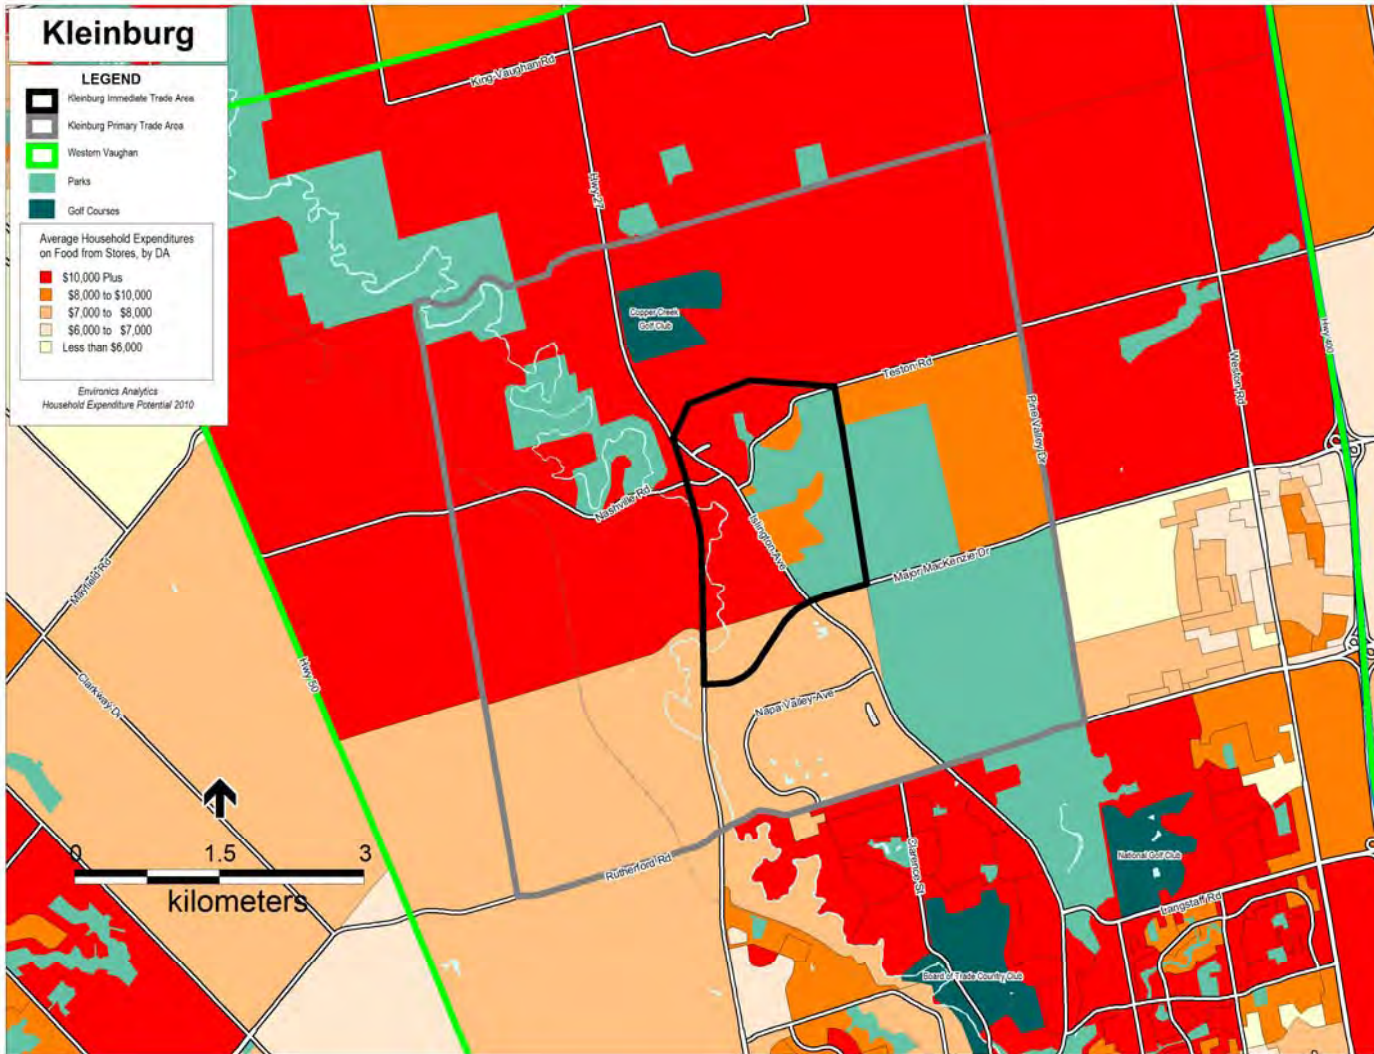 Kleinburg
LEGEND
Kleinburg Immediate Trade Area
Kleinburg Primary Trade Area
Western Vaughan
Parks
Golf Courses
Average Household Expenditures
on Food from Stores, by DA
$10,000 Plus
$8,000 to $10,000
$7,000 to $8,000
$6,000 to $7,000
Less than $6,000
Environics Analytics
Household Expenditure Potential 2010
King-Vaughan Rd
Hwy 27
Copper Creek
Golf Club
Teston Rd
Hwy 400
Weston Rd
Pine Valley Dr
Nashville Rd
Islington Ave
Major MacKenzie Dr
Mayfield Rd
Hwy 50
Clarkway Dr
Napa Valley Ave
0 1.5 3
kilometers
Rutherford Rd
Clarence St
National Golf Club
Langstaff Rd
Board of Trade Country Club